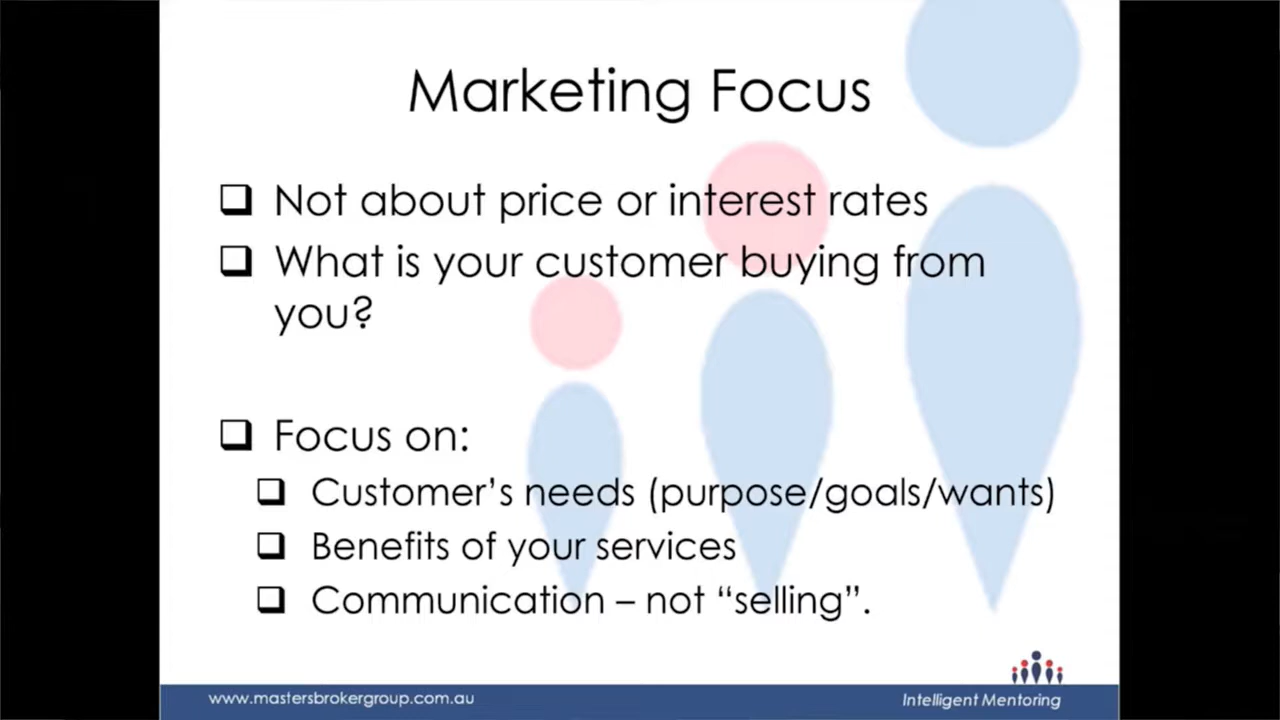 Marketing Focus
Not about price or interest rates
What is your customer buying from
you?
Focus on:
Customer’s needs (purpose/goals/wants)
Benefits of your services
Communication – not “selling”.
www.mastersbrokergroup.com.au
Intelligent Mentoring